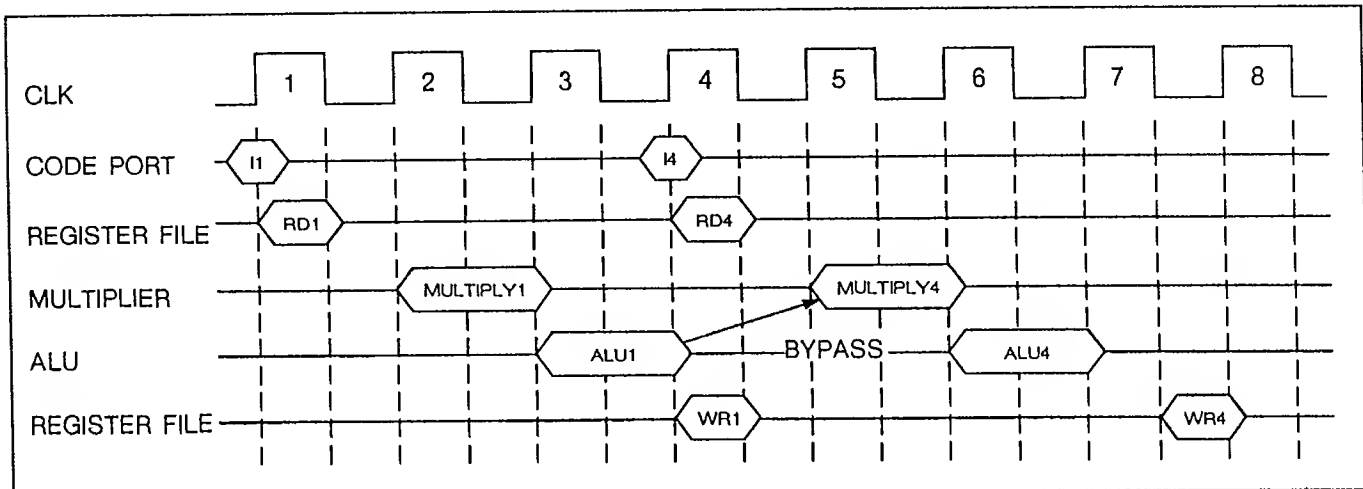 CLK 1 2 3 4 5 6 7 8
CODE PORT I1 I4
REGISTER FILE RD1 RD4
MULTIPLIER MULTIPLY1 MULTIPLY4
ALU ALU1 BYPASS ALU4
REGISTER FILE WR1 WR4